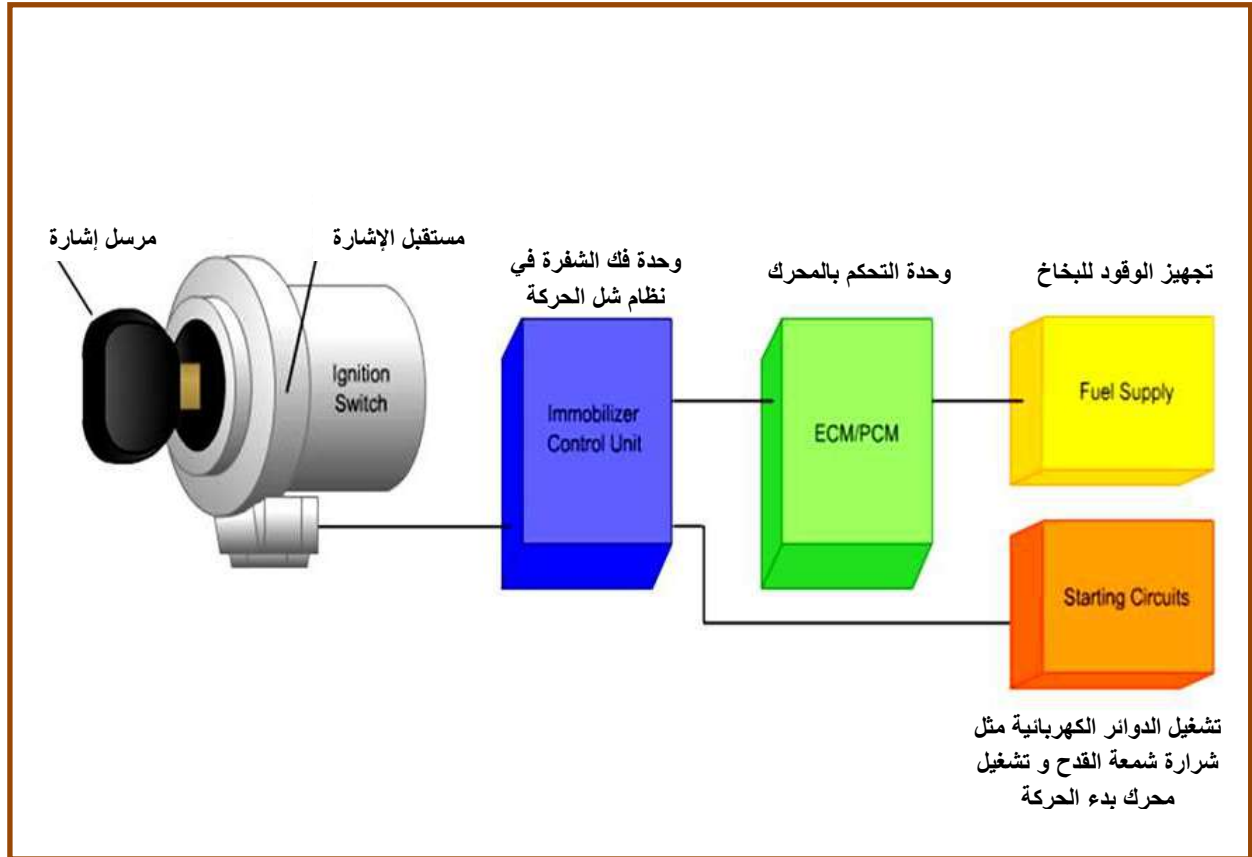 مرسل إشارة
مستقبل الإشارة
وحدة فك الشفرة في
نظام شل الحركة
وحدة التحكم بالمحرك
تجهيز الوقود للبخاخ
Ignition
Switch
Immobilizer
Control Unit
ECM/PCM
Fuel Supply
Starting Circuits
تشغيل الدوائر الكهربائية مثل
شرارة شمعة القدح و تشغيل
محرك بدء الحركة